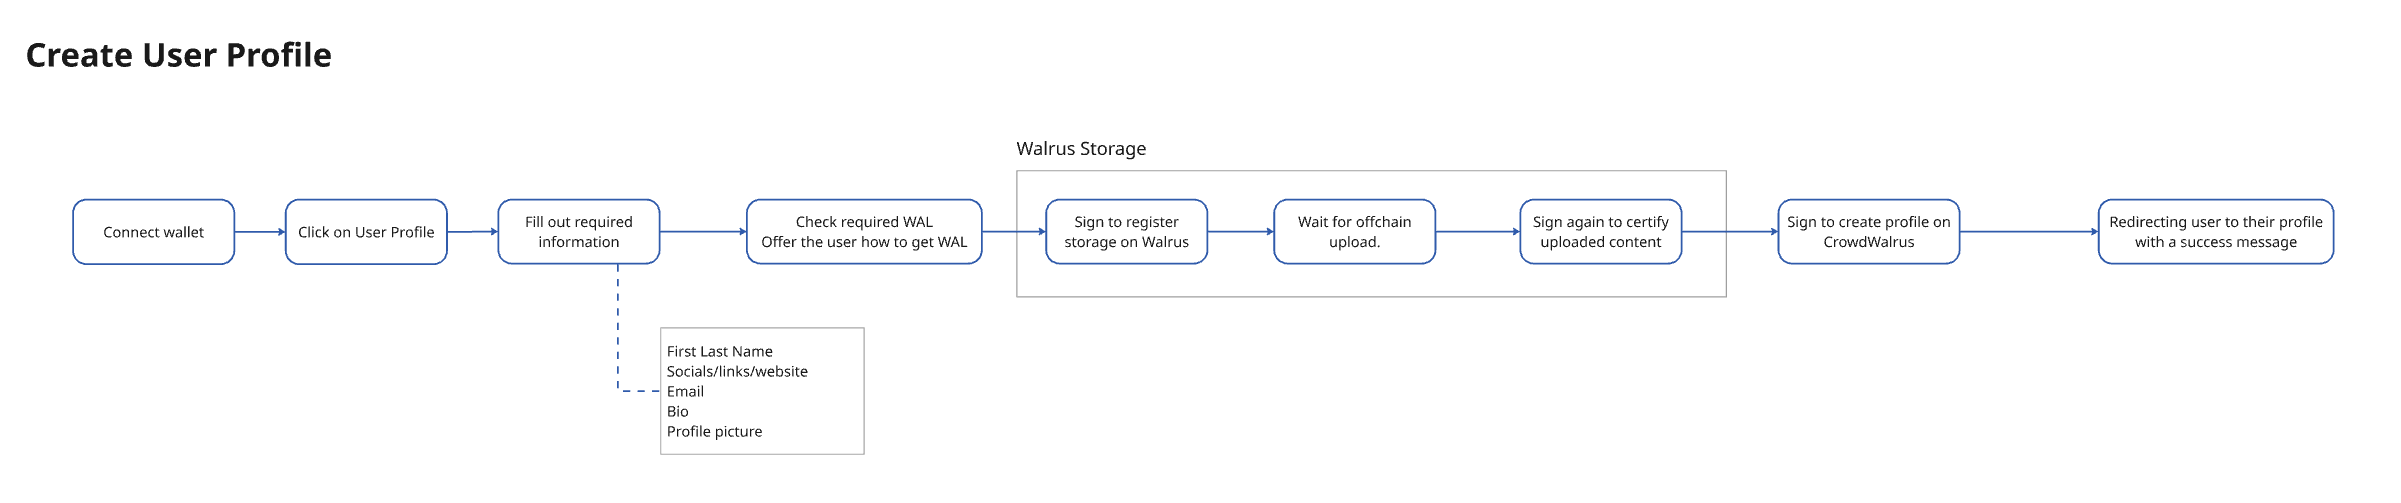 Create User Profile
Walrus Storage
Connect wallet
Click on User Profile
Fill out required
information
Check required WAL
Offer the user how to get WAL
Sign to register
storage on Walrus
Wait for offchain
upload.
Sign again to certify
uploaded content
Sign to create profile on
CrowdWalrus
Redirecting user to their profile
with a success message
First Last Name
Socials/links/website
Email
Bio
Profile picture